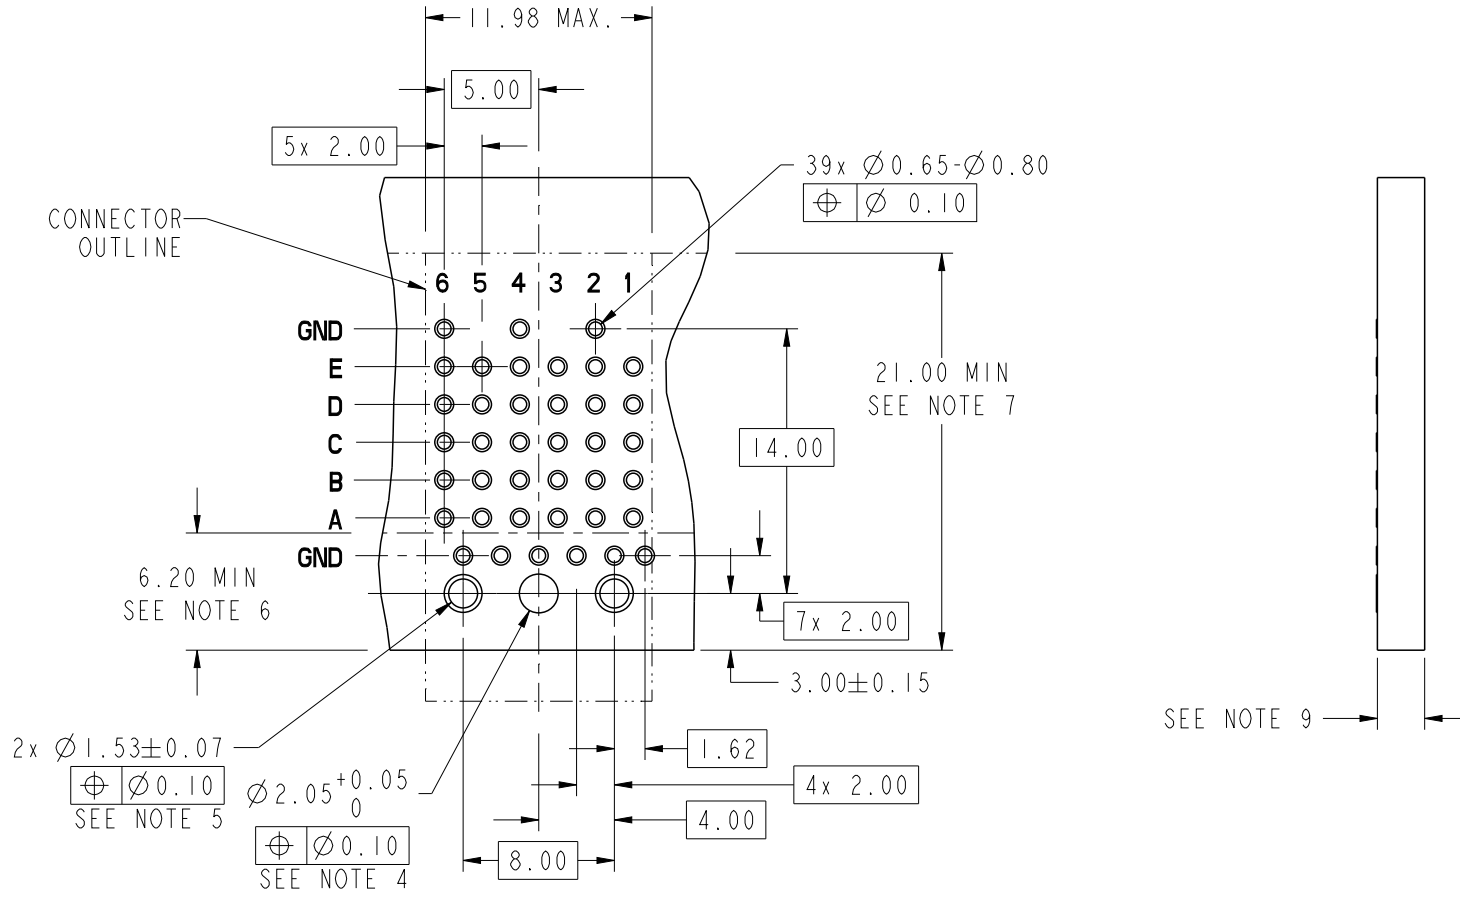 11.98 MAX.
5.00
5x 2.00
39x Ø0.65-Ø0.80
⌖ Ø 0.10
CONNECTOR
OUTLINE
6 5 4 3 2 1
GND
E
D
C
B
A
GND
21.00 MIN
SEE NOTE 7
14.00
6.20 MIN
SEE NOTE 6
7x 2.00
3.00±0.15
SEE NOTE 9
2x Ø1.53±0.07
⌖ Ø0.10
SEE NOTE 5
Ø2.05 +0.05
0
⌖ Ø0.10
SEE NOTE 4
1.62
4x 2.00
4.00
8.00